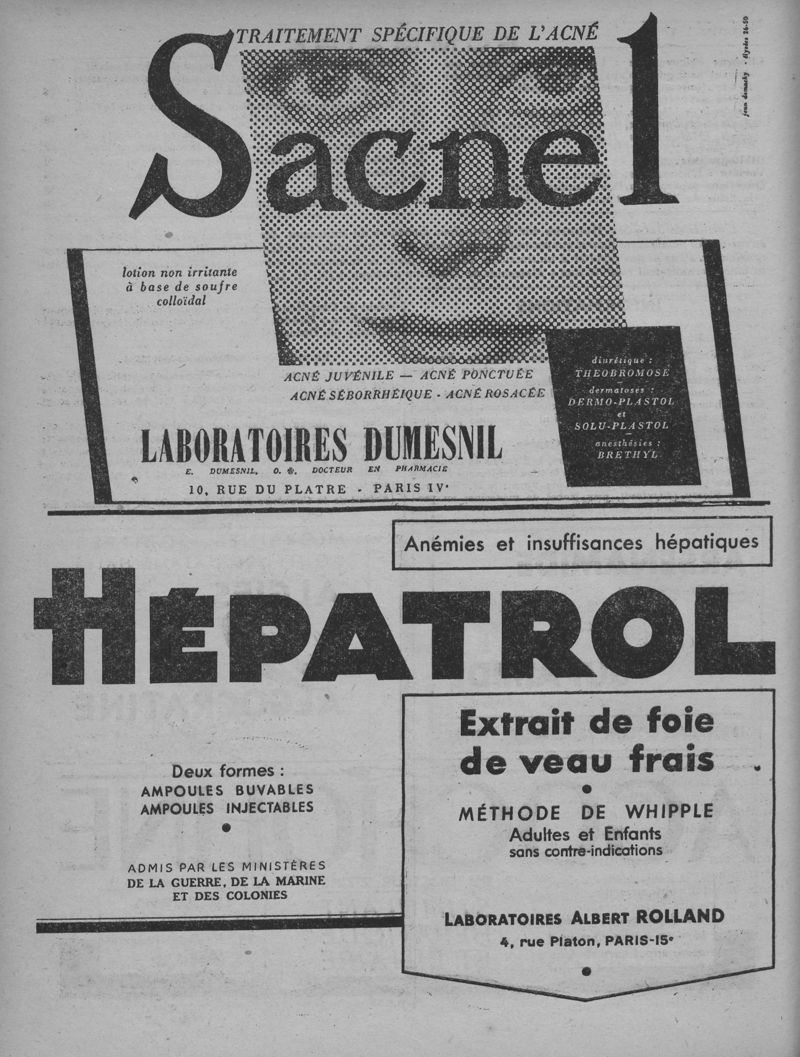 TRAITEMENT SPÉCIFIQUE DE L'ACNÉ
Sacnel
lotion non irritante
à base de soufre
colloïdal
ACNÉ JUVÉNILE — ACNÉ PONCTUÉE
ACNÉ SÉBORRHÉIQUE - ACNÉ ROSACÉE
diurétique :
THEOBROMOSE
dermatoses :
DERMO-PLASTOL
et
SOLU-PLASTOL
anesthésies :
BRETHYL
LABORATOIRES DUMESNIL
E. DUMESNIL, O. DOCTEUR EN PHARMACIE
10, RUE DU PLATRE - PARIS IVe
Anémies et insuffisances hépatiques
HÉPATROL
Deux formes :
AMPOULES BUVABLES
AMPOULES INJECTABLES
ADMIS PAR LES MINISTÈRES
DE LA GUERRE, DE LA MARINE
ET DES COLONIES
Extrait de foie
de veau frais
MÉTHODE DE WHIPPLE
Adultes et Enfants
sans contre-indications
LABORATOIRES ALBERT ROLLAND
4, rue Platon, PARIS-15e